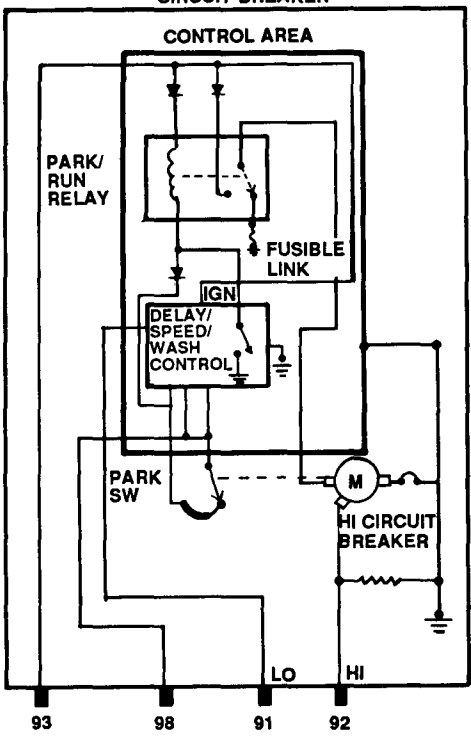 CIRCUIT BREAKER
CONTROL AREA
PARK/
RUN
RELAY
FUSIBLE
LINK
IGN
DELAY/
SPEED/
WASH
CONTROL
PARK
SW
M
HI CIRCUIT
BREAKER
LO
HI
93
98
91
92